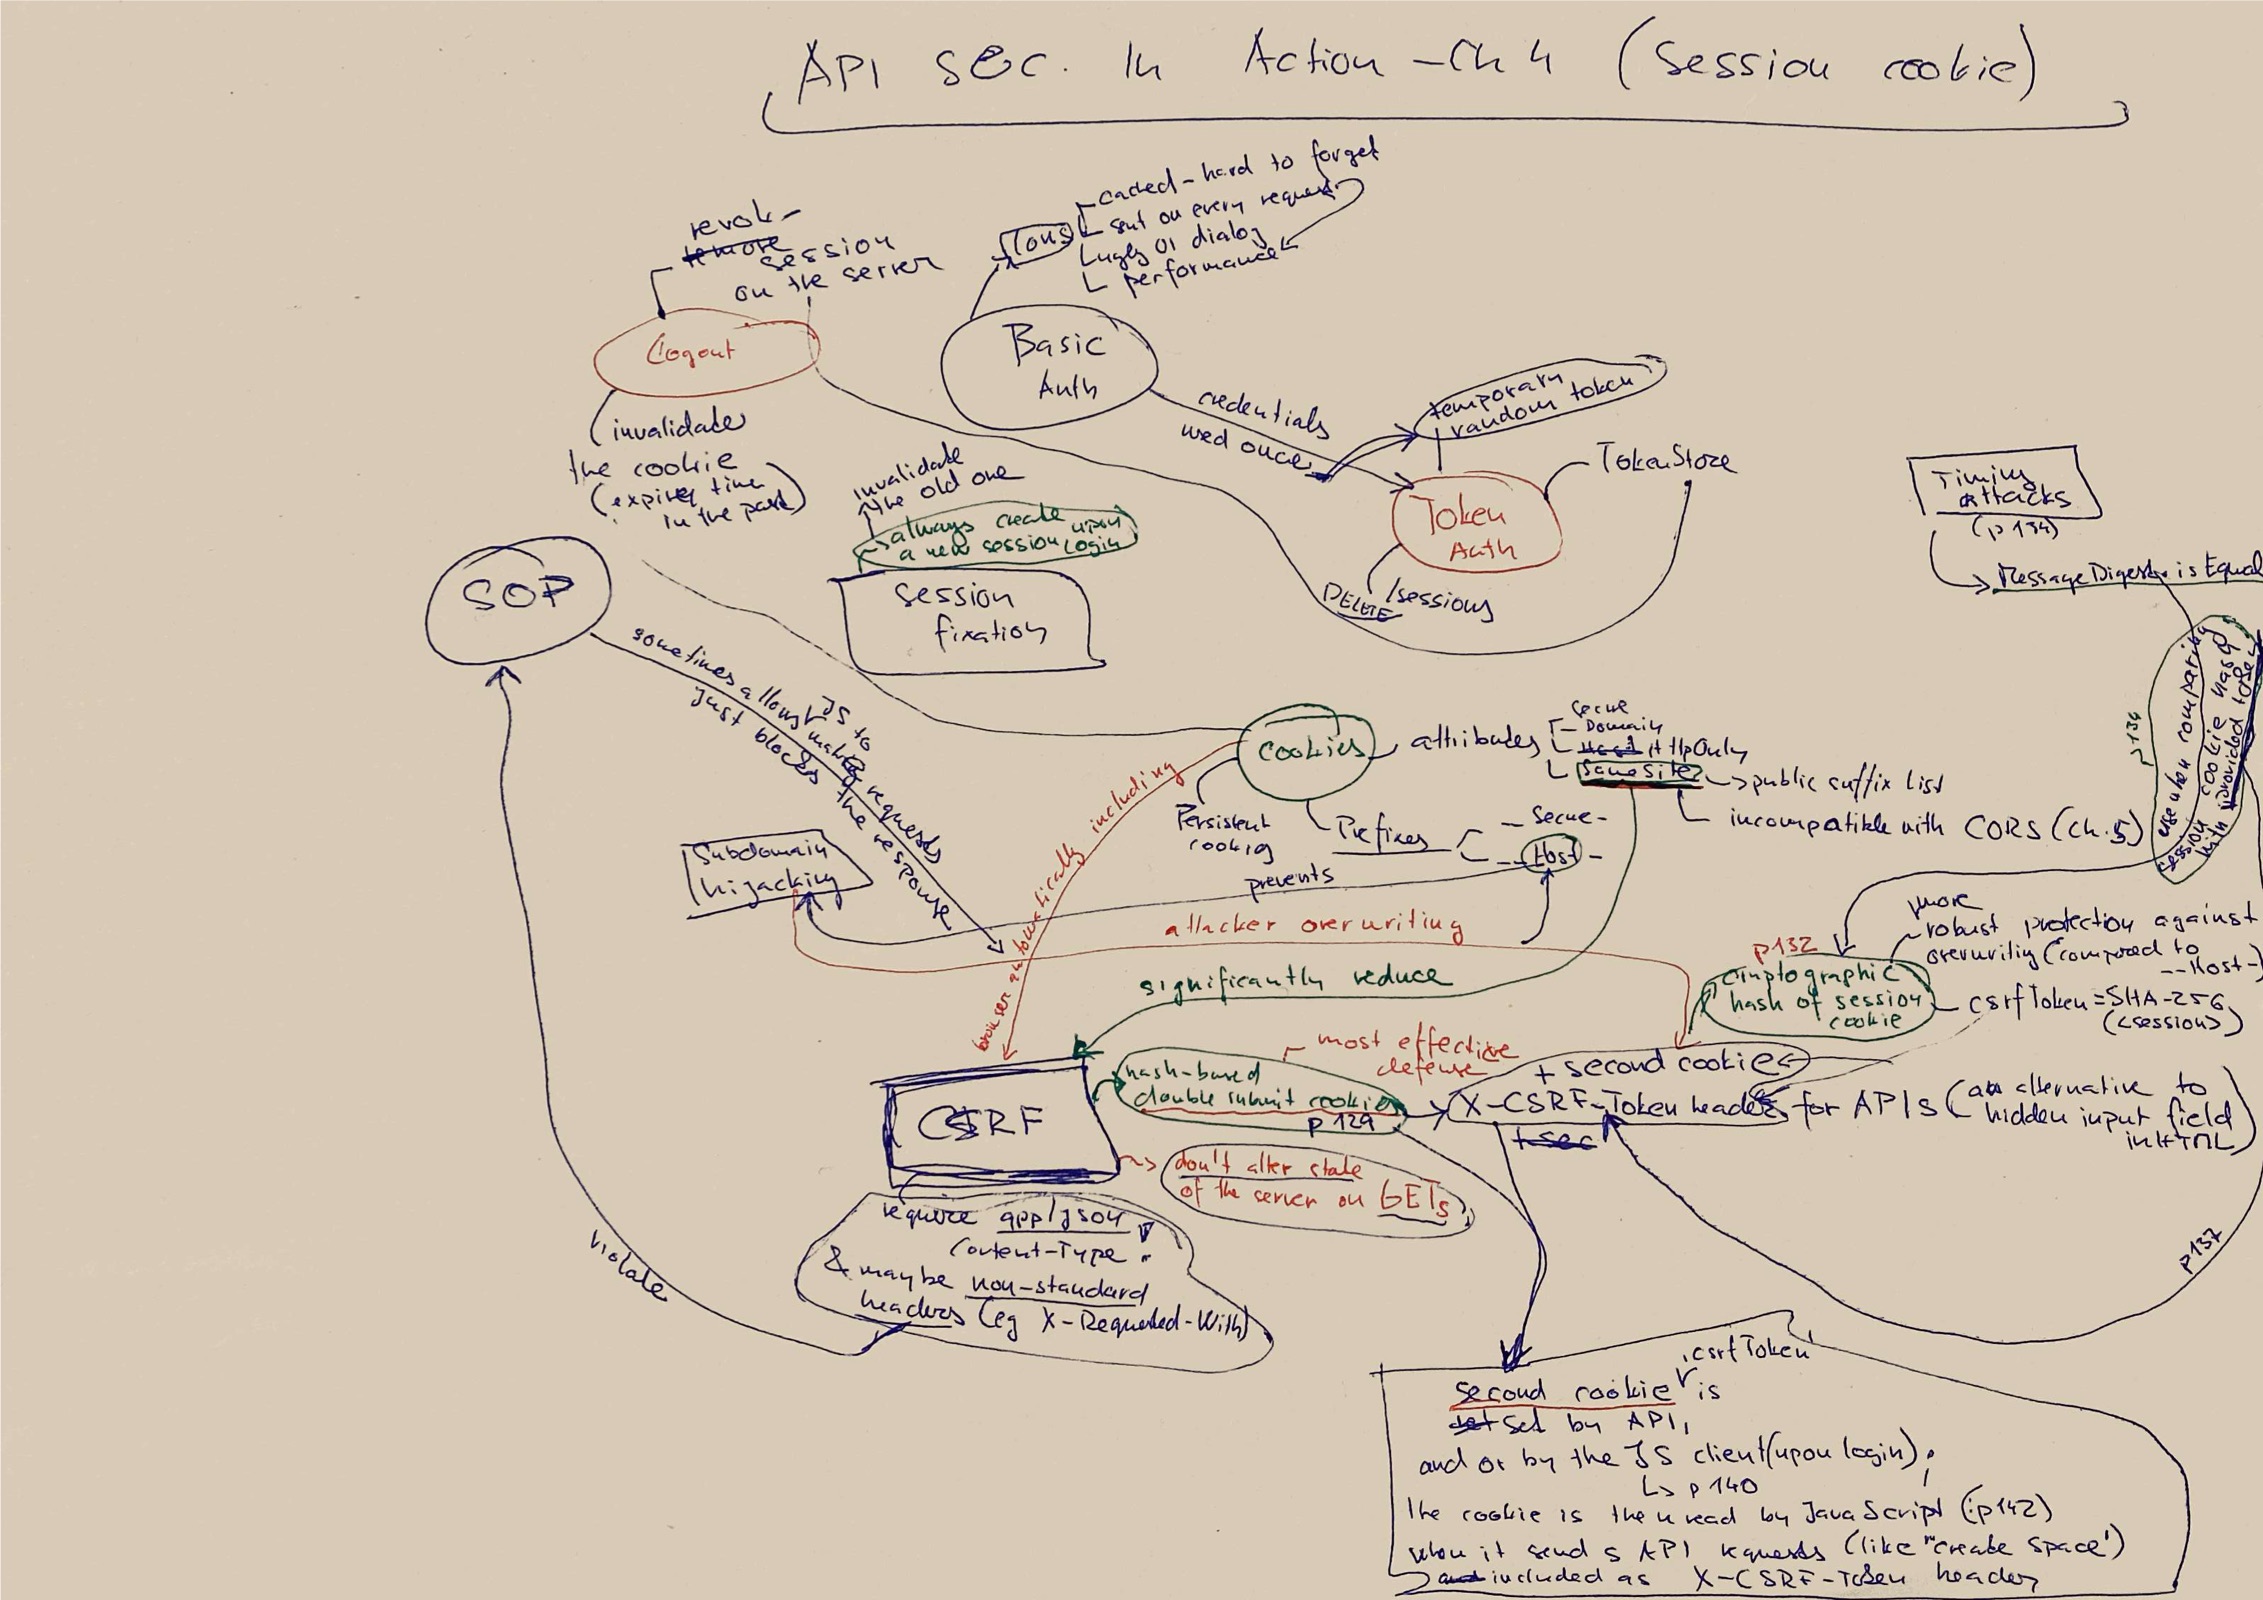 API sec. In Action - Ch 4 (Session cookie)
revok-
remove
session
on the server
Logout
invalidate
the cookie
(expirey time
in the past)
Cons
cached - hard to forget
sent on every request
ugly UI dialog
performance
Basic
Auth
credentials
used once
temporary
random token
TokenStore
Token
Auth
DELETE /sessions
Timing
attacks
(p 134)
MessageDigest.isEqual
invalidate
the old one
always create upon
a new session login
session
fixation
SOP
sometimes allows JS to
making requests
just blocks the response
cookies
attributes
Secure
Domain
Host HttpOnly
SameSite
public suffix list
incompatible with CORS (Ch. 5)
Persistent
cookies
Prefixes
__Secure-
__Host-
prevents
Subdomain
hijacking
browser automatically including
attacker overwriting
significantly reduce
p 134
use when comparing
session cookie hash
with provided token
more
robust protection against
overwriting (compared to
__Host-)
p132
criptographic
hash of session
cookie
csrfToken = SHA-256
(<session>)
most effective
defense
hash-based
double submit cookies
p 129
+ second cookie
X-CSRF-Token header
+ sec
for APIs (an alternative to
hidden input field
in HTML)
CSRF
don't alter state
of the server on GETs
require app/json
Content-Type !
& maybe non-standard
headers (eg X-Requested-With)
violate
p137
csrfToken
second cookie is
set set by API,
and or by the JS client (upon login);
p 140
The cookie is then read by JavaScript (:p142)
when it sends API requests (like "create space")
and included as X-CSRF-Token header